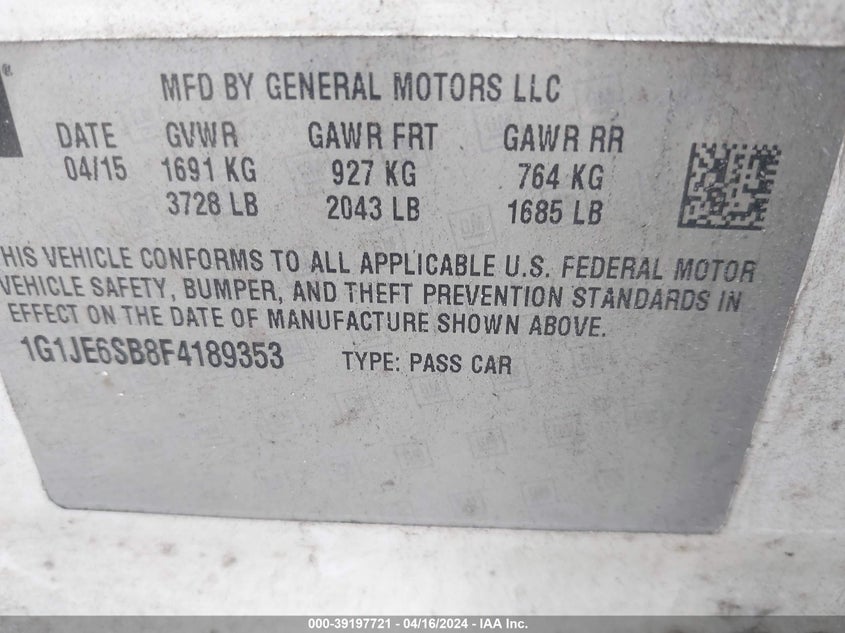 ®
MFD BY GENERAL MOTORS LLC
DATE GVWR GAWR FRT GAWR RR
04/15 1691 KG 927 KG 764 KG
3728 LB 2043 LB 1685 LB
HIS VEHICLE CONFORMS TO ALL APPLICABLE U.S. FEDERAL MOTOR
VEHICLE SAFETY, BUMPER, AND THEFT PREVENTION STANDARDS IN
EFFECT ON THE DATE OF MANUFACTURE SHOWN ABOVE.
1G1JE6SB8F4189353 TYPE: PASS CAR
000-39197721 - 04/16/2024 - IAA Inc.